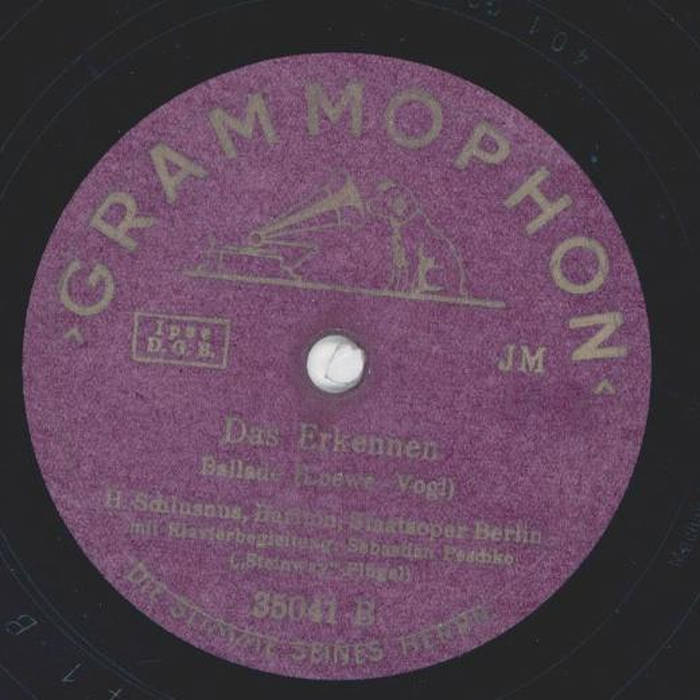 GRAMMOPHON
Ipse
D. G. B.
JM
Das Erkennen
Ballade (Loewe - Vogl)
H. Schlusnus, Bariton, Staatsoper Berlin
mit Klavierbegleitung: Sebastian Peschko
(„Steinway“-Flügel)
35041 B
DIE STIMME SEINES HERRN